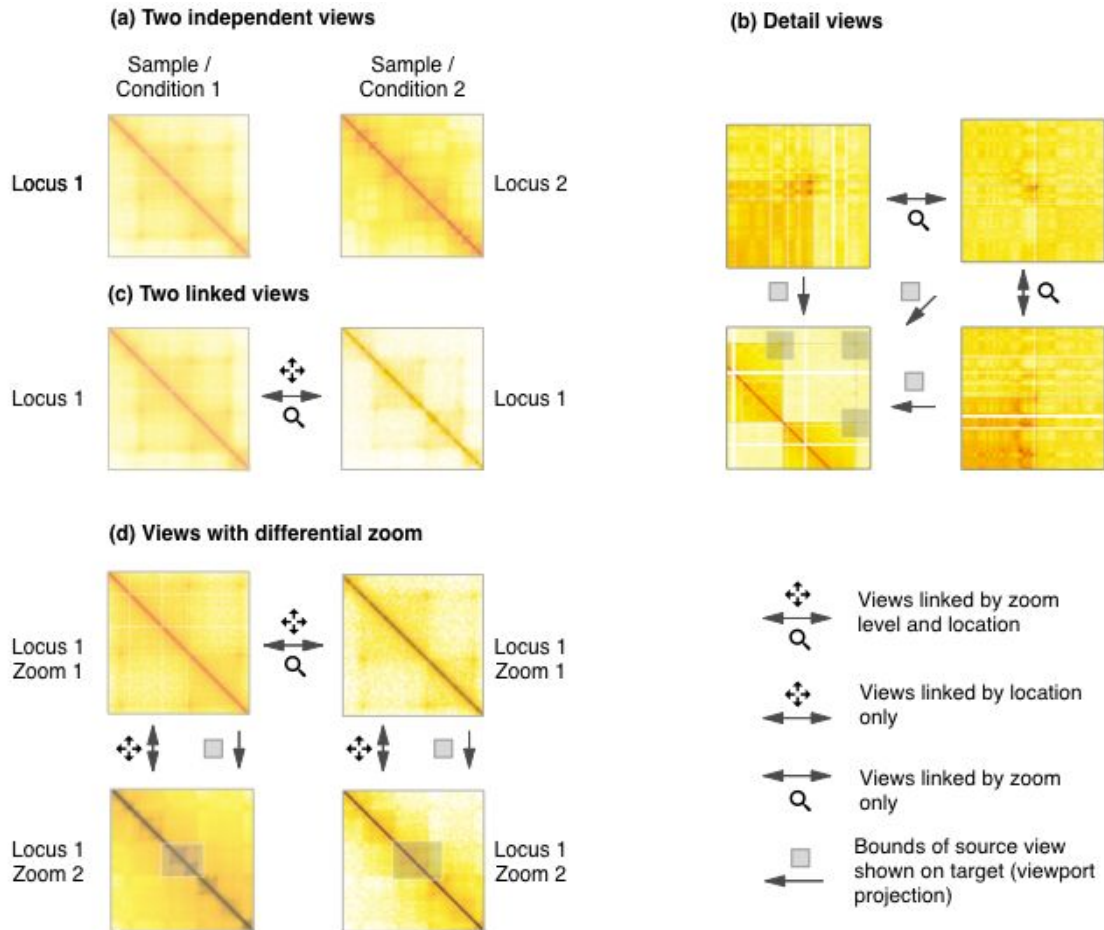 (a) Two independent views
Sample /
Condition 1
Sample /
Condition 2
Locus 1
Locus 2
(b) Detail views
(c) Two linked views
Locus 1
Locus 1
(d) Views with differential zoom
Locus 1
Zoom 1
Locus 1
Zoom 1
Locus 1
Zoom 2
Locus 1
Zoom 2
Views linked by zoom
level and location
Views linked by location
only
Views linked by zoom
only
Bounds of source view
shown on target (viewport
projection)